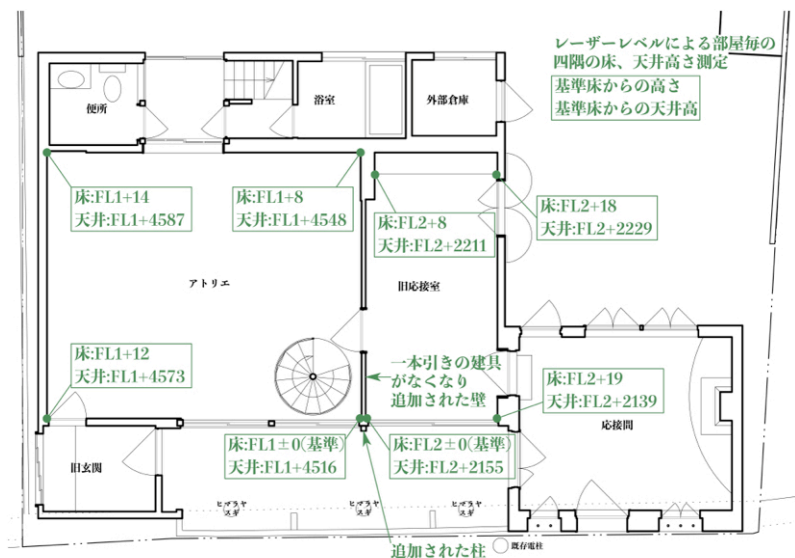 レーザーレベルによる部屋毎の
四隅の床、天井高さ測定
基準床からの高さ
基準床からの天井高
便所
浴室
外部倉庫
床:FL1+14
天井:FL1+4587
床:FL1+8
天井:FL1+4548
床:FL2+8
天井:FL2+2211
床:FL2+18
天井:FL2+2229
アトリエ
旧応接室
床:FL1+12
天井:FL1+4573
一本引きの建具
がなくなり
追加された壁
床:FL2+19
天井:FL2+2139
応接間
床:FL1±0(基準)
天井:FL1+4516
床:FL2±0(基準)
天井:FL2+2155
旧玄関
ヒマラヤ
スギ
ヒマラヤ
スギ
ヒマラヤ
スギ
追加された柱
既存電柱